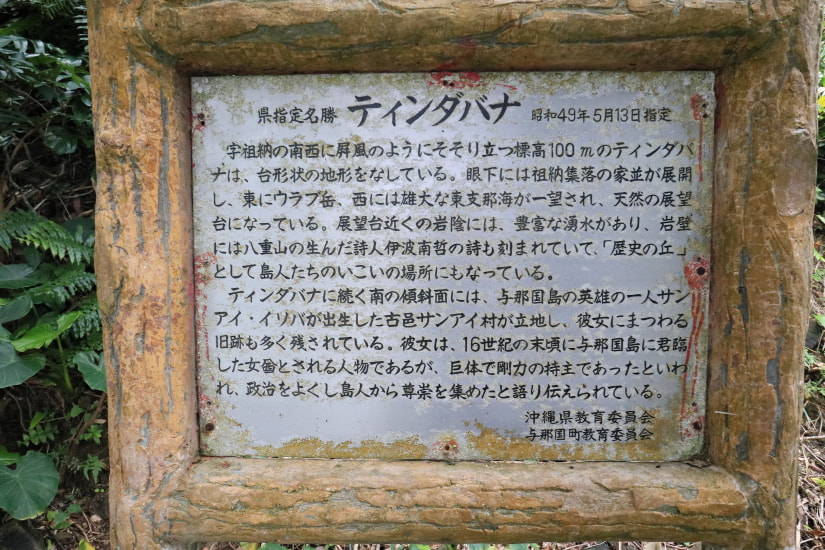 県指定名勝 ティンダバナ 昭和49年5月13日指定
字祖納の南西に屏風のようにそそり立つ標高100mのティンダバ
ナは、台形状の地形をなしている。眼下には祖納集落の家並が展開
し、東にウラブ岳、西には雄大な東支那海が一望され、天然の展望
台になっている。展望台近くの岩陰には、豊富な湧水があり、岩壁
には八重山の生んだ詩人伊波南哲の詩も刻まれていて、「歴史の丘」
として島人たちのいこいの場所にもなっている。
ティンダバナに続く南の傾斜面には、与那国島の英雄の一人サン
アイ・イソバが出生した古邑サンアイ村が立地し、彼女にまつわる
旧跡も多く残されている。彼女は、16世紀の末頃に与那国島に君臨
した女酋とされる人物であるが、巨体で剛力の持主であったといわ
れ、政治をよくし島人から尊崇を集めたと語り伝えられている。
沖縄県教育委員会
与那国町教育委員会